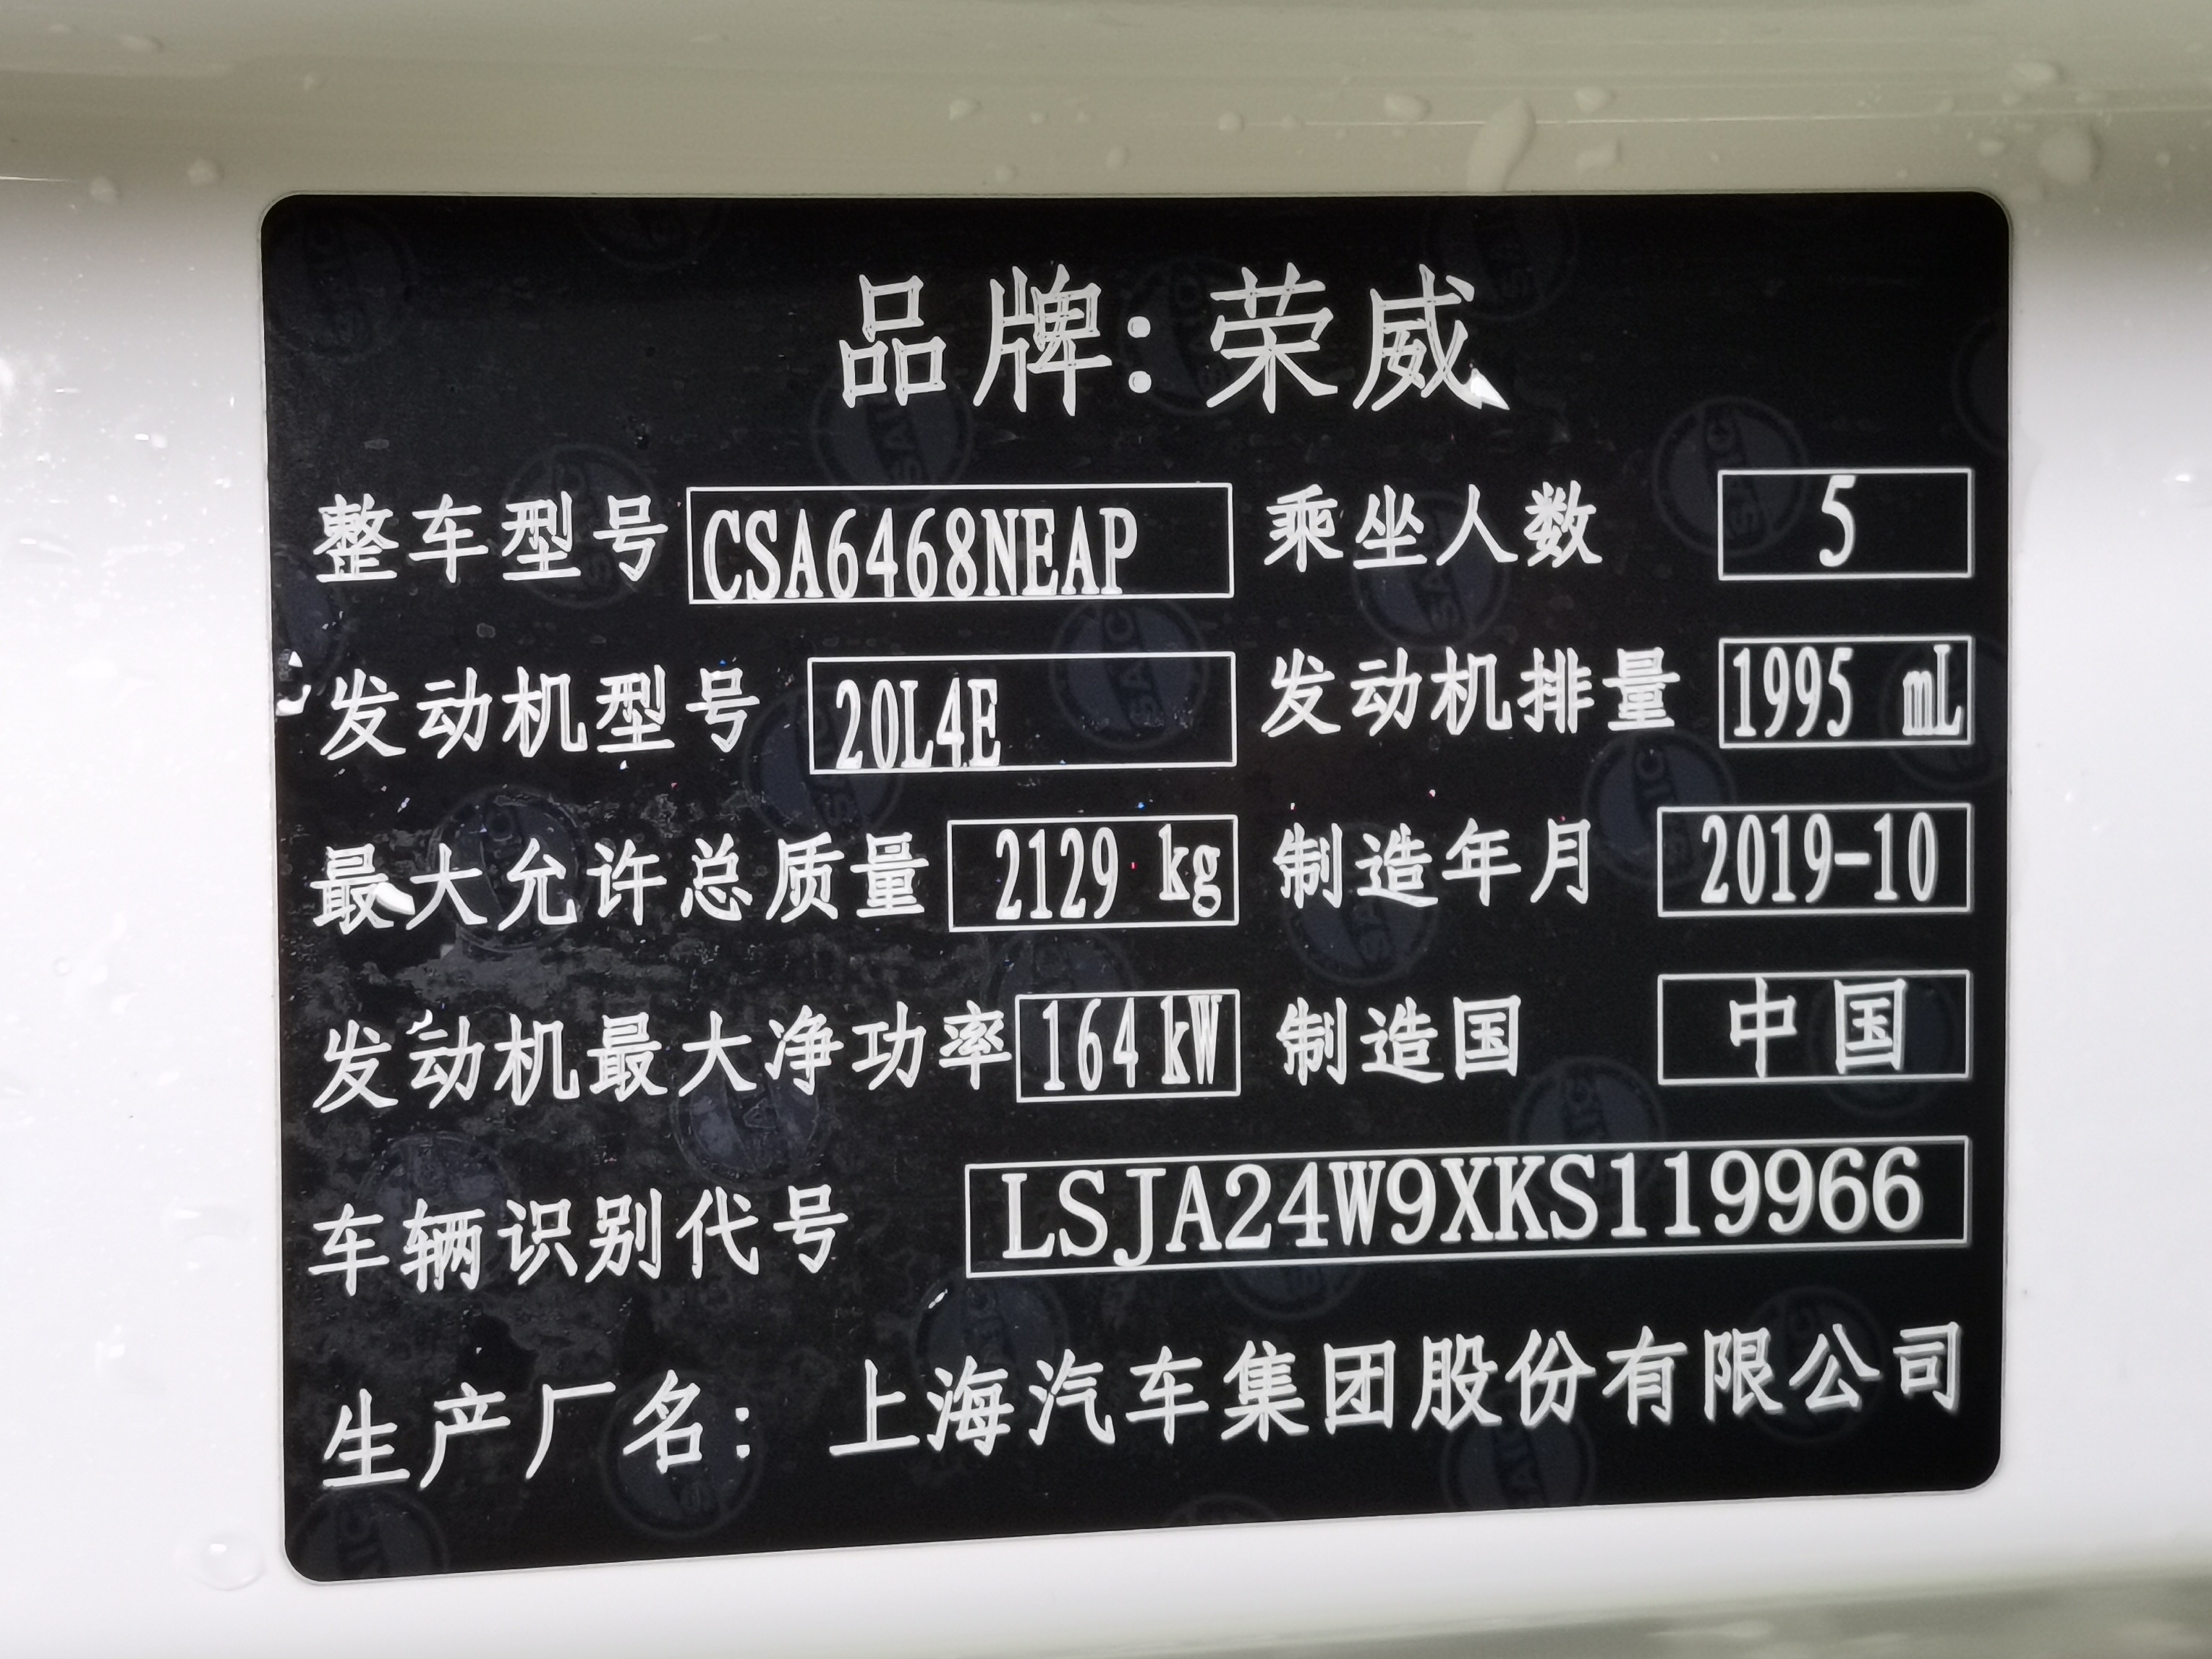 品牌：荣威
整车型号 CSA6468NEAP 乘坐人数 5
发动机型号 20L4E 发动机排量 1995 mL
最大允许总质量 2129 kg 制造年月 2019-10
发动机最大净功率 164 kW 制造国 中国
车辆识别代号 LSJA24W9XKS119966
生产厂名：上海汽车集团股份有限公司